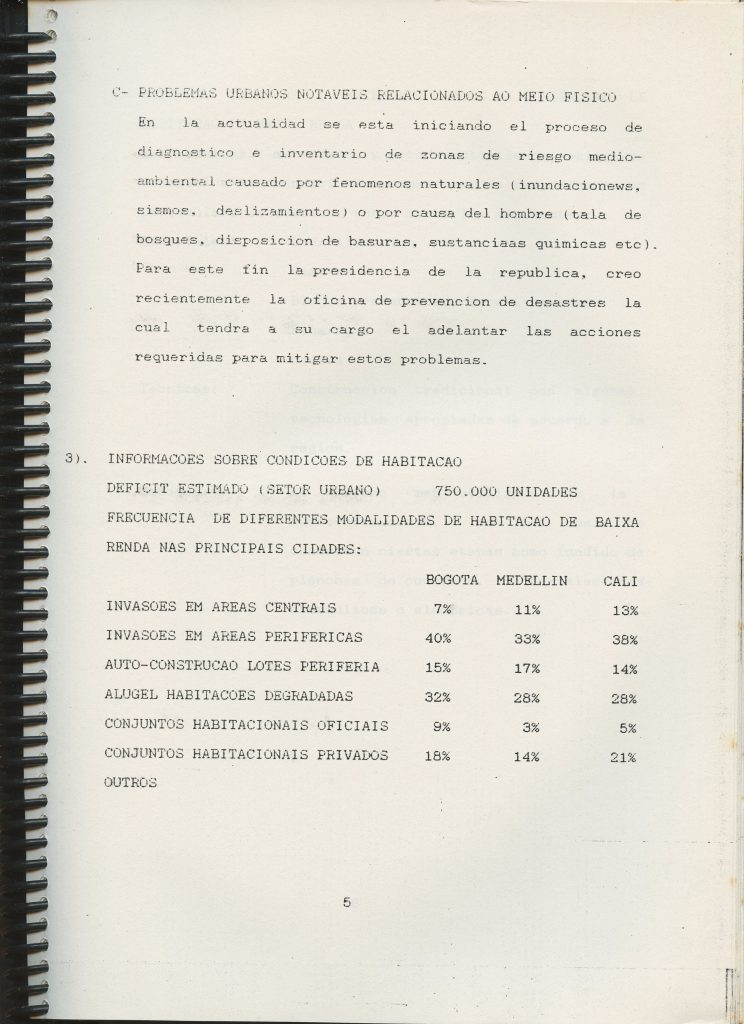 C- PROBLEMAS URBANOS NOTAVEIS RELACIONADOS AO MEIO FISICO
En la actualidad se esta iniciando el proceso de
diagnostico e inventario de zonas de riesgo medio-
ambiental causado por fenomenos naturales (inundacionews,
sismos, deslizamientos) o por causa del hombre (tala de
bosques, disposicion de basuras, sustanciaas quimicas etc).
Para este fin la presidencia de la republica, creo
recientemente la oficina de prevencion de desastres la
cual tendra a su cargo el adelantar las acciones
requeridas para mitigar estos problemas.
3). INFORMACOES SOBRE CONDICOES DE HABITACAO
DEFICIT ESTIMADO (SETOR URBANO) 750.000 UNIDADES
FRECUENCIA DE DIFERENTES MODALIDADES DE HABITACAO DE BAIXA
RENDA NAS PRINCIPAIS CIDADES:
BOGOTA MEDELLIN CALI
INVASOES EM AREAS CENTRAIS 7% 11% 13%
INVASOES EM AREAS PERIFERICAS 40% 33% 38%
AUTO-CONSTRUCAO LOTES PERIFERIA 15% 17% 14%
ALUGEL HABITACOES DEGRADADAS 32% 28% 28%
CONJUNTOS HABITACIONAIS OFICIAIS 9% 3% 5%
CONJUNTOS HABITACIONAIS PRIVADOS 18% 14% 21%
OUTROS
5